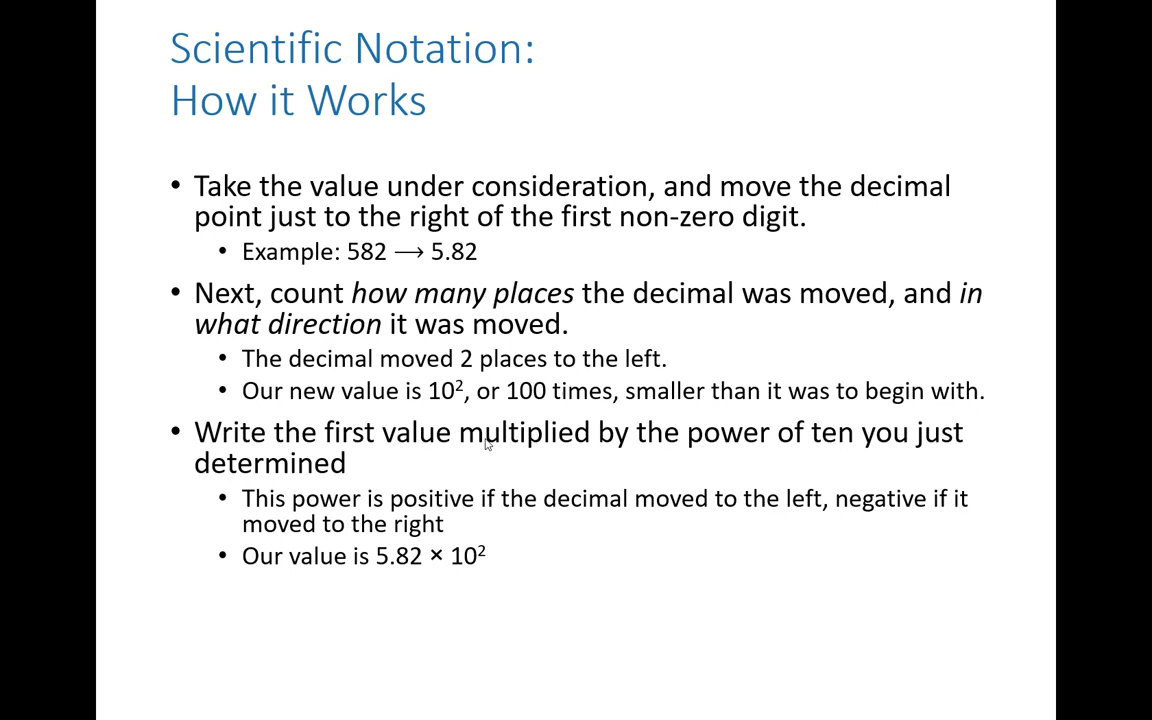 Scientific Notation:
How it Works
• Take the value under consideration, and move the decimal
point just to the right of the first non-zero digit.
• Example: 582 ⟶ 5.82
• Next, count how many places the decimal was moved, and in
what direction it was moved.
• The decimal moved 2 places to the left.
• Our new value is 10², or 100 times, smaller than it was to begin with.
• Write the first value multiplied by the power of ten you just
determined
• This power is positive if the decimal moved to the left, negative if it
moved to the right
• Our value is 5.82 × 10²